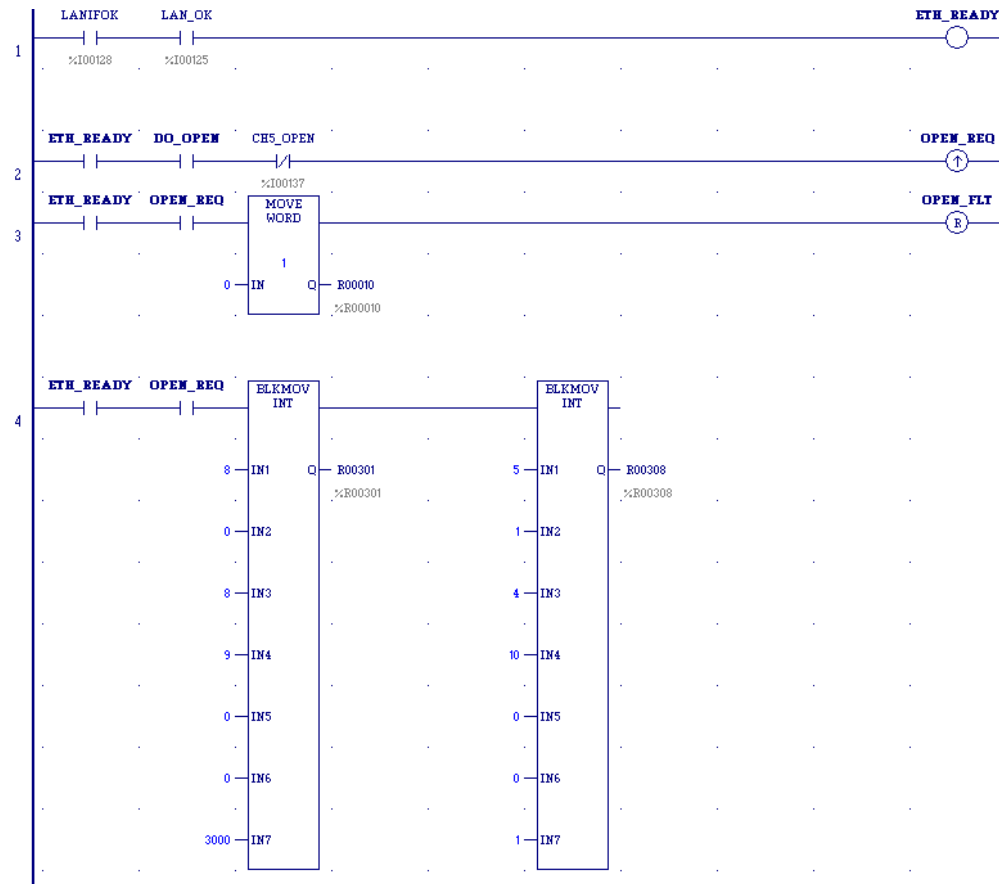 LANIFOK LAN_OK ETH_READY
1
%I00128 %I00125
ETH_READY DO_OPEN CH5_OPEN OPEN_REQ
2
%I00137
ETH_READY OPEN_REQ MOVE WORD OPEN_FLT
R
3
1
0 IN Q R00010
%R00010
ETH_READY OPEN_REQ BLKMOV INT BLKMOV INT
4
8 IN1 Q R00301 5 IN1 Q R00308
%R00301 %R00308
0 IN2 1 IN2
8 IN3 4 IN3
9 IN4 10 IN4
0 IN5 0 IN5
0 IN6 0 IN6
3000 IN7 1 IN7